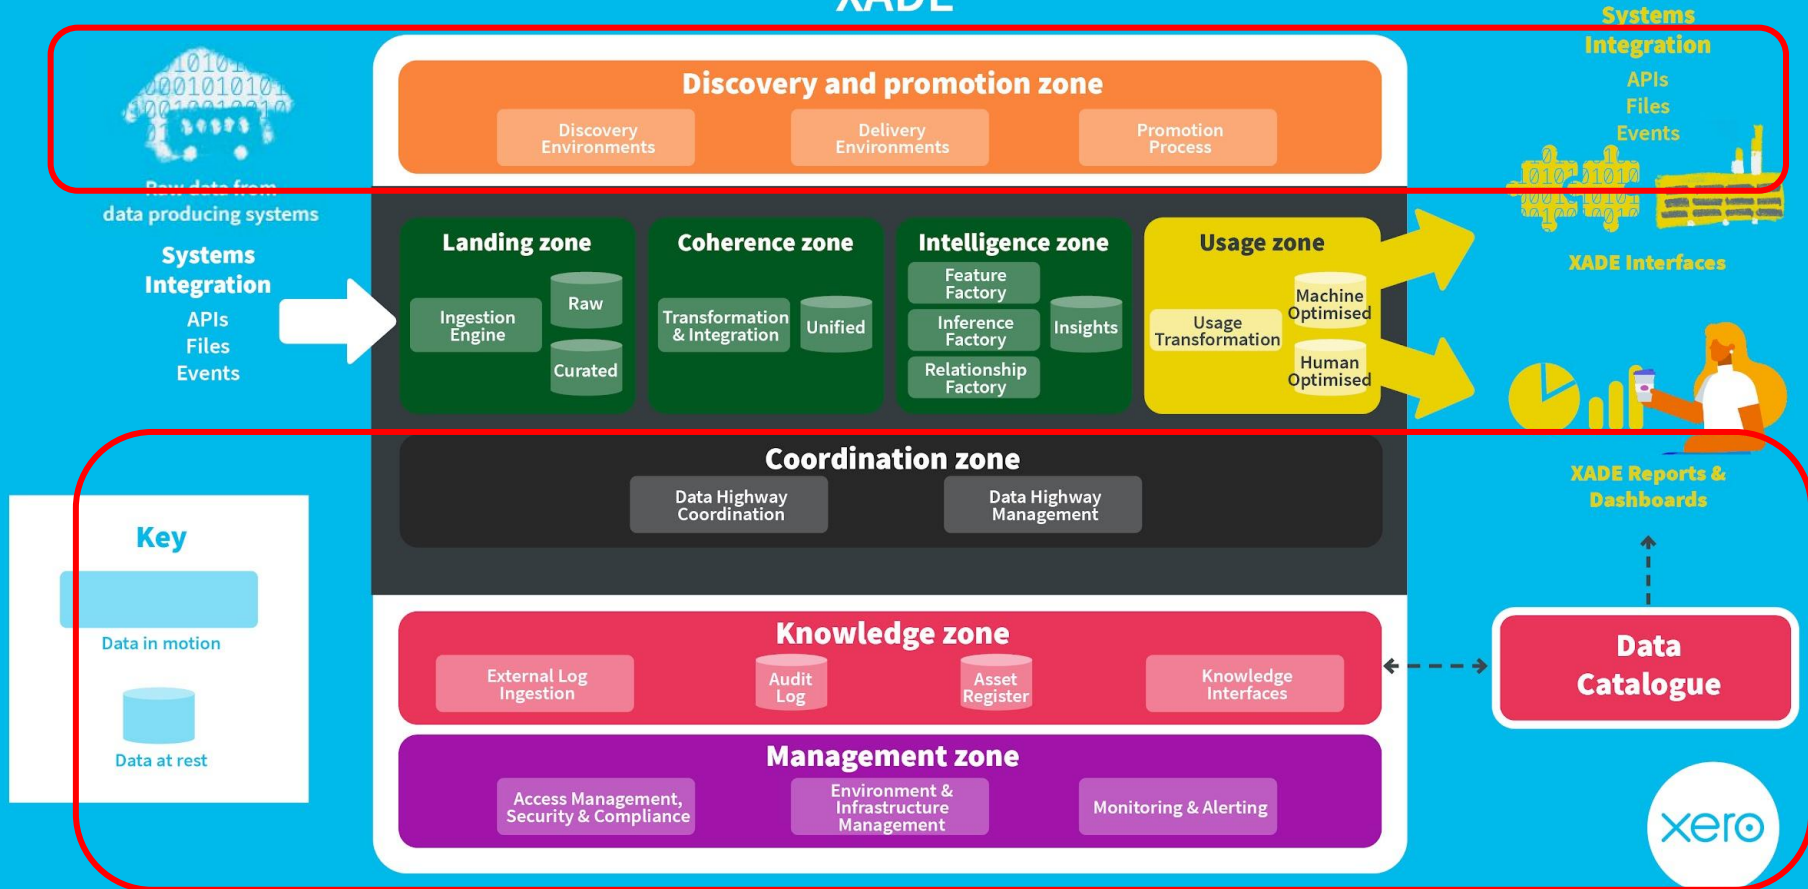 XADE
Raw data from
data producing systems
Systems
Integration
APIs
Files
Events
Discovery and promotion zone
Discovery
Environments
Delivery
Environments
Promotion
Process
Landing zone
Ingestion
Engine
Raw
Curated
Coherence zone
Transformation
& Integration
Unified
Intelligence zone
Feature
Factory
Inference
Factory
Relationship
Factory
Insights
Usage zone
Usage
Transformation
Machine
Optimised
Human
Optimised
Systems
Integration
APIs
Files
Events
XADE Interfaces
XADE Reports &
Dashboards
Coordination zone
Data Highway
Coordination
Data Highway
Management
Key
Data in motion
Data at rest
Knowledge zone
External Log
Ingestion
Audit
Log
Asset
Register
Knowledge
Interfaces
Data
Catalogue
Management zone
Access Management,
Security & Compliance
Environment &
Infrastructure
Management
Monitoring & Alerting
xero